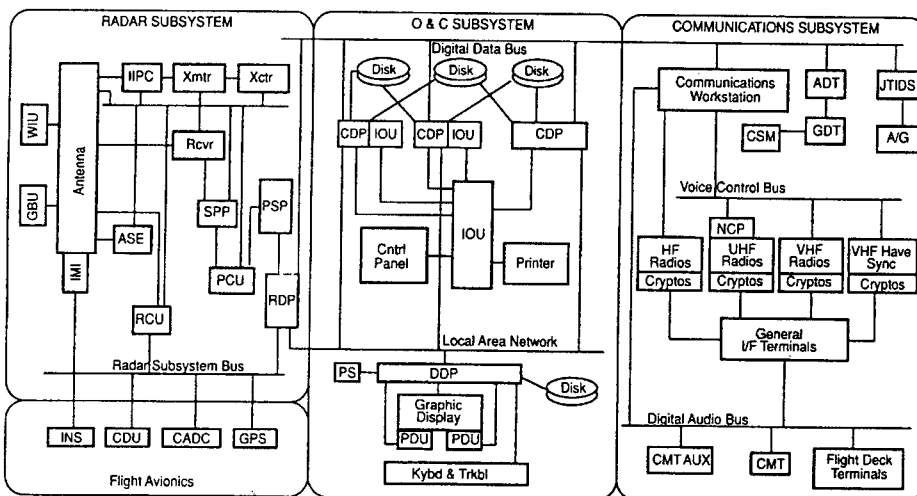 RADAR SUBSYSTEM
IIPC
Xmtr
Xctr
WIU
Antenna
Rcvr
GBU
SPP
PSP
ASE
IMI
PCU
RDP
RCU
Radar Subsystem Bus
INS
CDU
CADC
GPS
Flight Avionics
O & C SUBSYSTEM
Digital Data Bus
Disk
Disk
Disk
CDP
IOU
CDP
IOU
CDP
IOU
Cntrl
Panel
Printer
Local Area Network
PS
DDP
Disk
Graphic
Display
PDU
PDU
Kybd & Trkbl
COMMUNICATIONS SUBSYSTEM
Communications
Workstation
ADT
JTIDS
CSM
GDT
A/G
Voice Control Bus
NCP
HF
Radios
Cryptos
UHF
Radios
Cryptos
VHF
Radios
Cryptos
VHF Have
Sync
Cryptos
General
I/F Terminals
Digital Audio Bus
CMT AUX
CMT
Flight Deck
Terminals